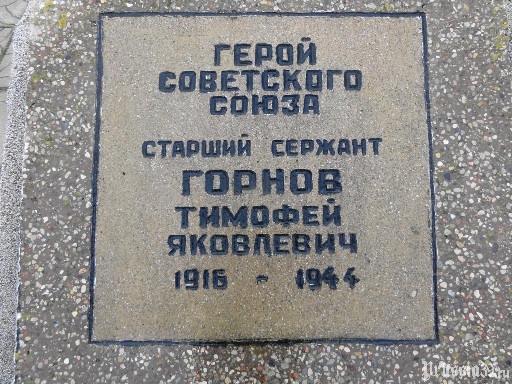 ГЕРОЙ
СОВЕТСКОГО
СОЮЗА
СТАРШИЙ СЕРЖАНТ
ГОРНОВ
ТИМОФЕЙ
ЯКОВЛЕВИЧ
1916 - 1944